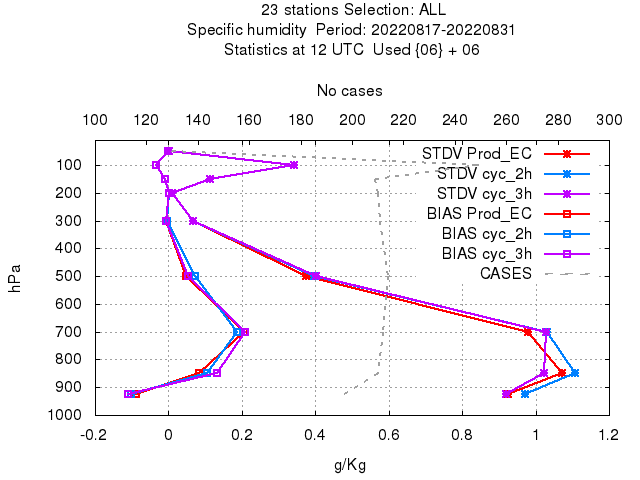 23 stations Selection: ALL
Specific humidity  Period: 20220817-20220831
Statistics at 12 UTC  Used {06} + 06
No cases
100 120 140 160 180 200 220 240 260 280 300
STDV Prod_EC
STDV cyc_2h
STDV cyc_3h
BIAS Prod_EC
BIAS cyc_2h
BIAS cyc_3h
CASES
hPa
100
200
300
400
500
600
700
800
900
1000
-0.2 0 0.2 0.4 0.6 0.8 1 1.2
g/Kg